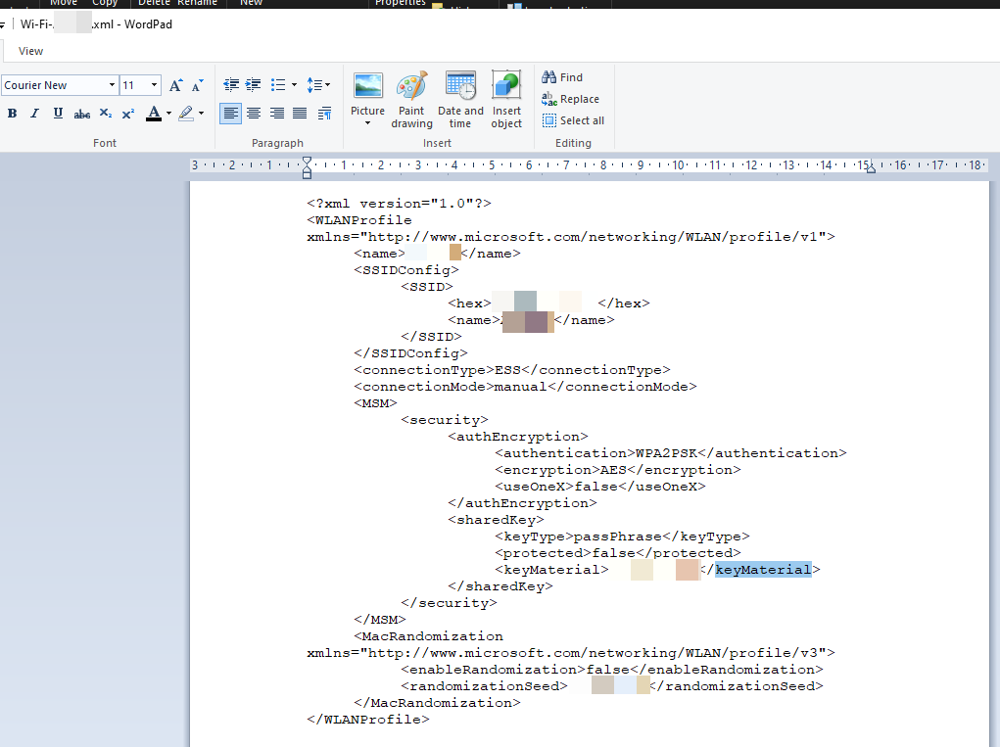 Move Copy Delete Rename New Properties
Wi-Fi- .xml - WordPad
View
Courier New 11 A A
B I U abc X₂ X² A
Font
Paragraph
Picture
Paint drawing
Date and time
Insert object
Insert
Find
Replace
Select all
Editing
3 2 1 1 2 3 4 5 6 7 8 9 10 11 12 13 14 15 16 17 18
<?xml version="1.0"?>
<WLANProfile
xmlns="http://www.microsoft.com/networking/WLAN/profile/v1">
<name> </name>
<SSIDConfig>
<SSID>
<hex> </hex>
<name> </name>
</SSID>
</SSIDConfig>
<connectionType>ESS</connectionType>
<connectionMode>manual</connectionMode>
<MSM>
<security>
<authEncryption>
<authentication>WPA2PSK</authentication>
<encryption>AES</encryption>
<useOneX>false</useOneX>
</authEncryption>
<sharedKey>
<keyType>passPhrase</keyType>
<protected>false</protected>
<keyMaterial> </keyMaterial>
</sharedKey>
</security>
</MSM>
<MacRandomization
xmlns="http://www.microsoft.com/networking/WLAN/profile/v3">
<enableRandomization>false</enableRandomization>
<randomizationSeed> </randomizationSeed>
</MacRandomization>
</WLANProfile>